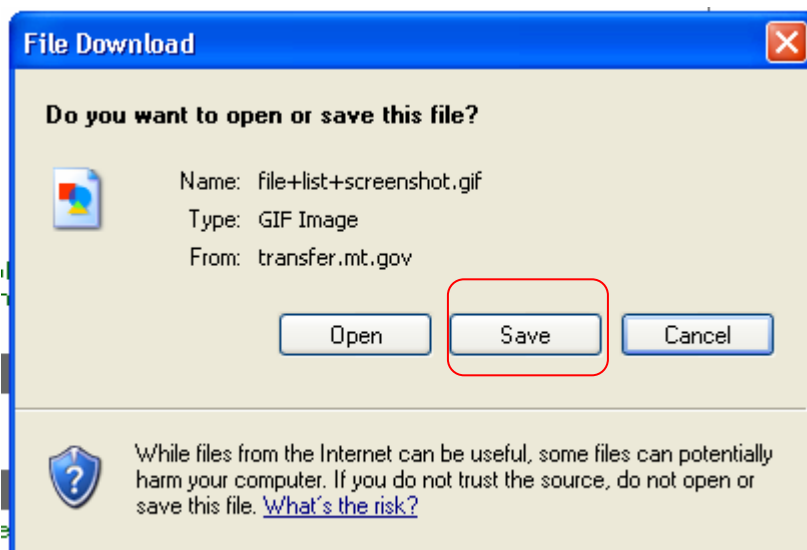 File Download
Do you want to open or save this file?
Name: file+list+screenshot.gif
Type: GIF Image
From: transfer.mt.gov
Open Save Cancel
While files from the Internet can be useful, some files can potentially
harm your computer. If you do not trust the source, do not open or
save this file. What's the risk?